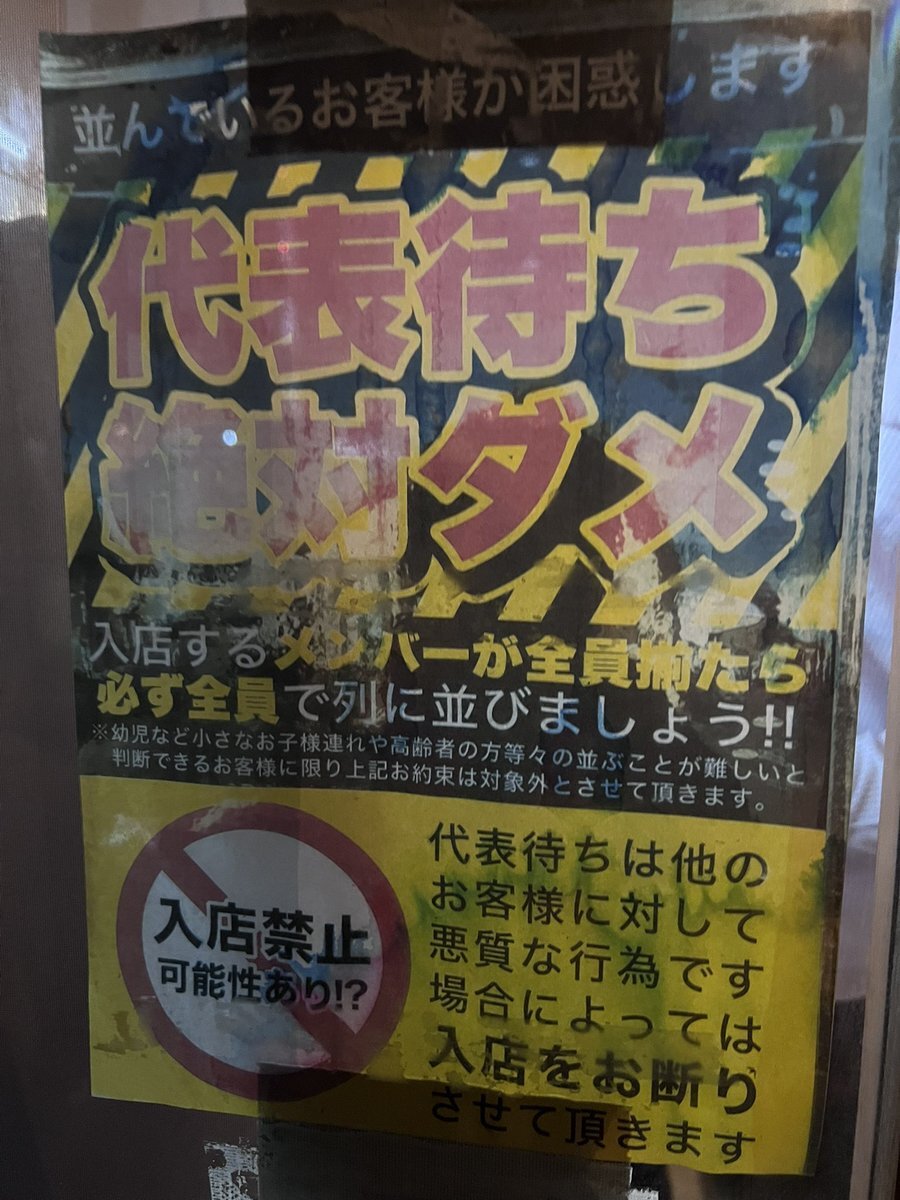 並んでいるお客様が困惑します
代表待ち
絶対ダメ
入店するメンバーが全員揃たら
必ず全員で列に並びましょう!!
※幼児など小さなお子様連れや高齢者の方等々の並ぶことが難しいと
判断できるお客様に限り上記お約束は対象外とさせて頂きます。
入店禁止
可能性あり!?
代表待ちは他の
お客様に対して
悪質な行為です
場合によっては
入店をお断り
させて頂きます